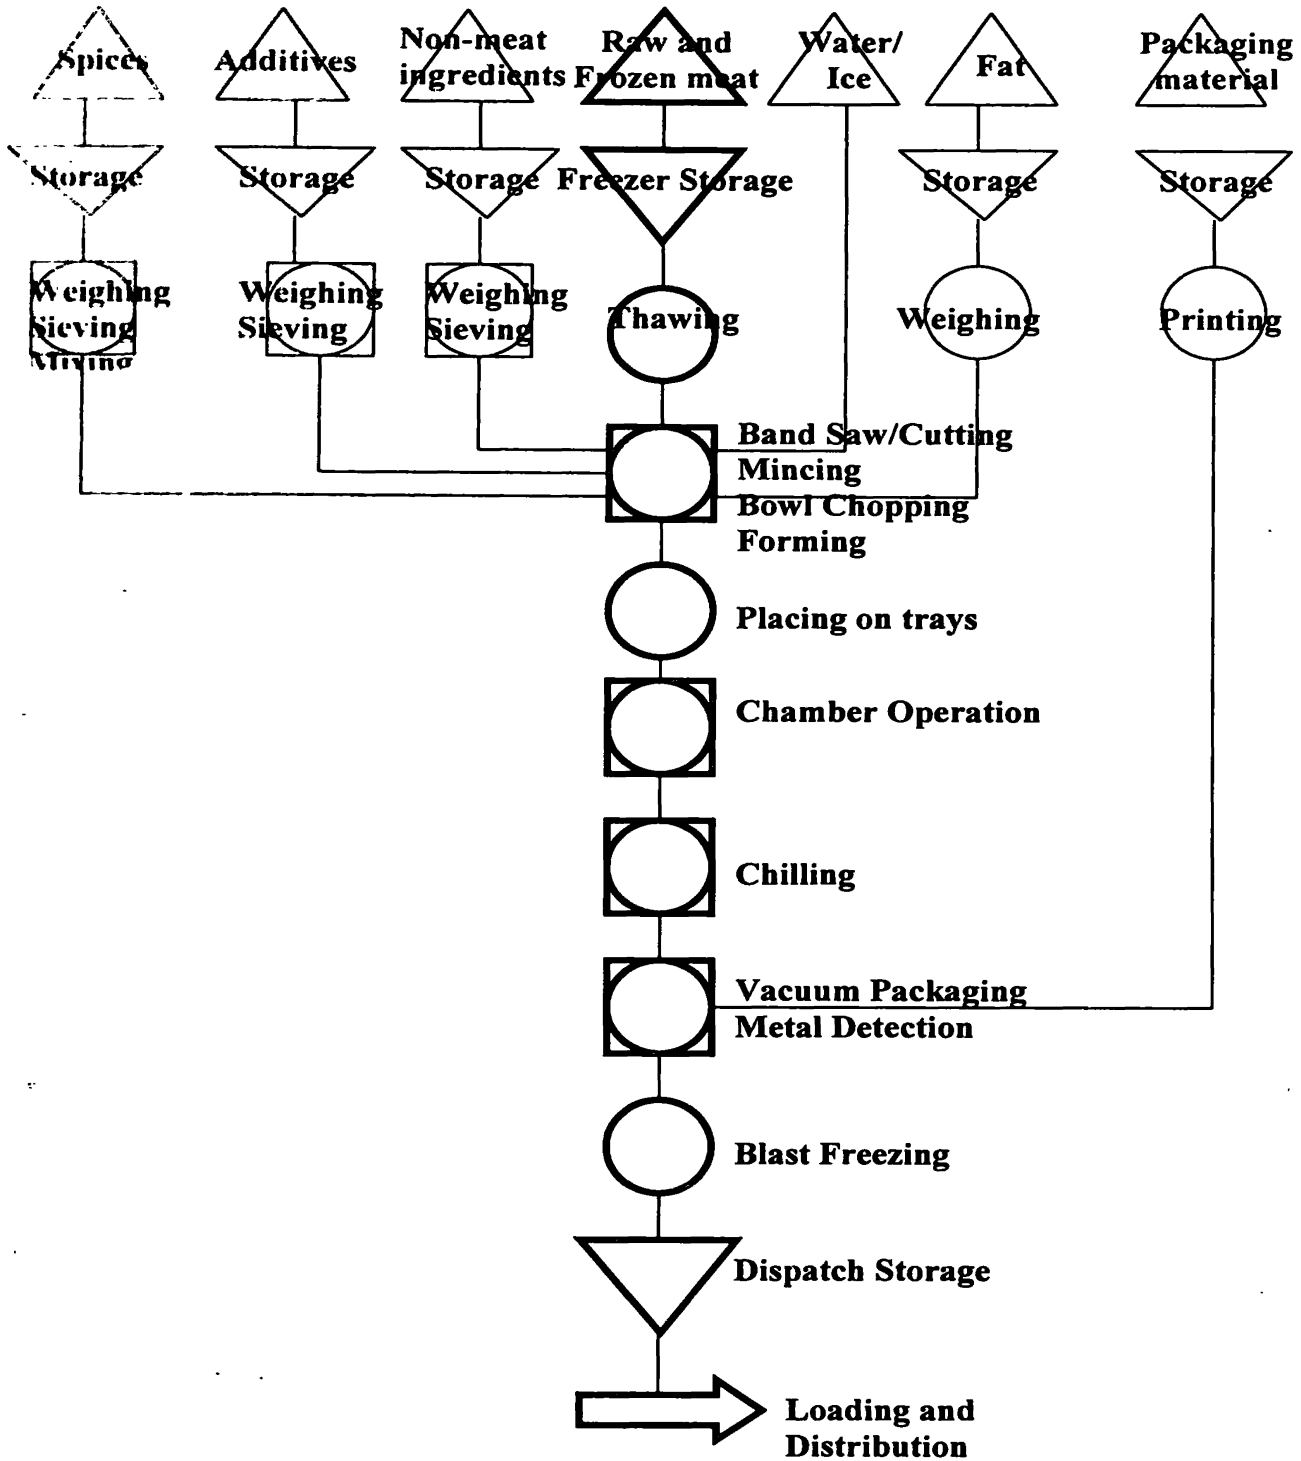 Spices
Additives
Non-meat
ingredients
Raw and
Frozen meat
Water/
Ice
Fat
Packaging
material
Storage
Storage
Storage
Freezer Storage
Storage
Storage
Weighing
Sieving
Mixing
Weighing
Sieving
Weighing
Sieving
Thawing
Weighing
Printing
Band Saw/Cutting
Mincing
Bowl Chopping
Forming
Placing on trays
Chamber Operation
Chilling
Vacuum Packaging
Metal Detection
Blast Freezing
Dispatch Storage
Loading and
Distribution